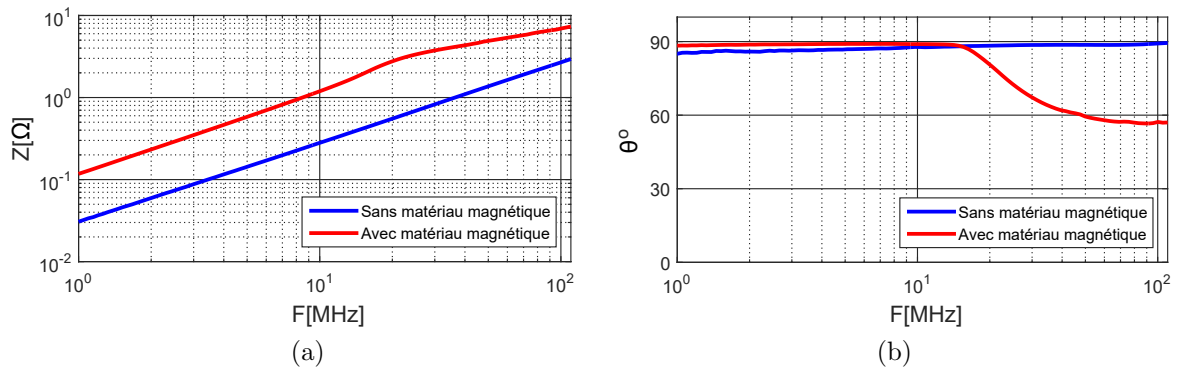 10^1
10^0
10^-1
10^-2
Z[Ω]
Sans matériau magnétique
Avec matériau magnétique
10^0
10^1
10^2
F[MHz]
(a)
90
60
30
0
θ°
Sans matériau magnétique
Avec matériau magnétique
10^0
10^1
10^2
F[MHz]
(b)